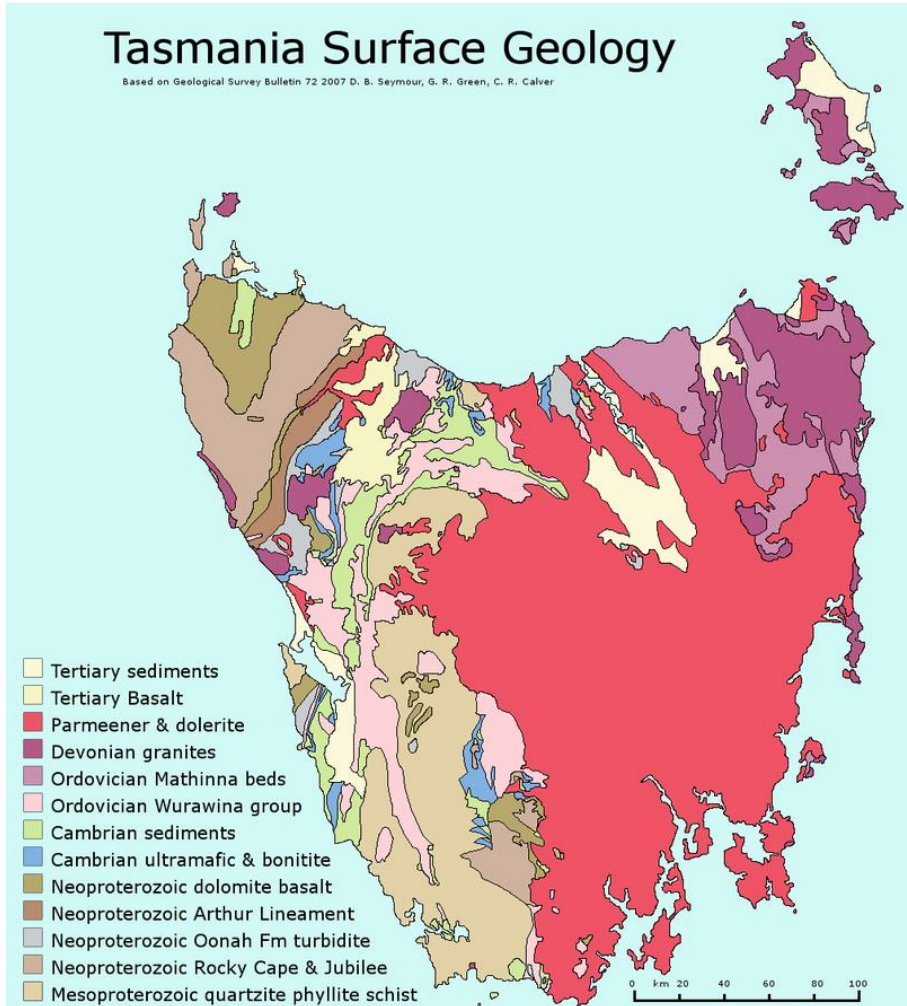 Tasmania Surface Geology
Based on Geological Survey Bulletin 72 2007 D. B. Seymour, G. R. Green, C. R. Calver
Tertiary sediments
Tertiary Basalt
Parmeener & dolerite
Devonian granites
Ordovician Mathinna beds
Ordovician Wurawina group
Cambrian sediments
Cambrian ultramafic & bonitite
Neoproterozoic dolomite basalt
Neoproterozoic Arthur Lineament
Neoproterozoic Oonah Fm turbidite
Neoproterozoic Rocky Cape & Jubilee
Mesoproterozoic quartzite phyllite schist
0 km 20 40 60 80 100